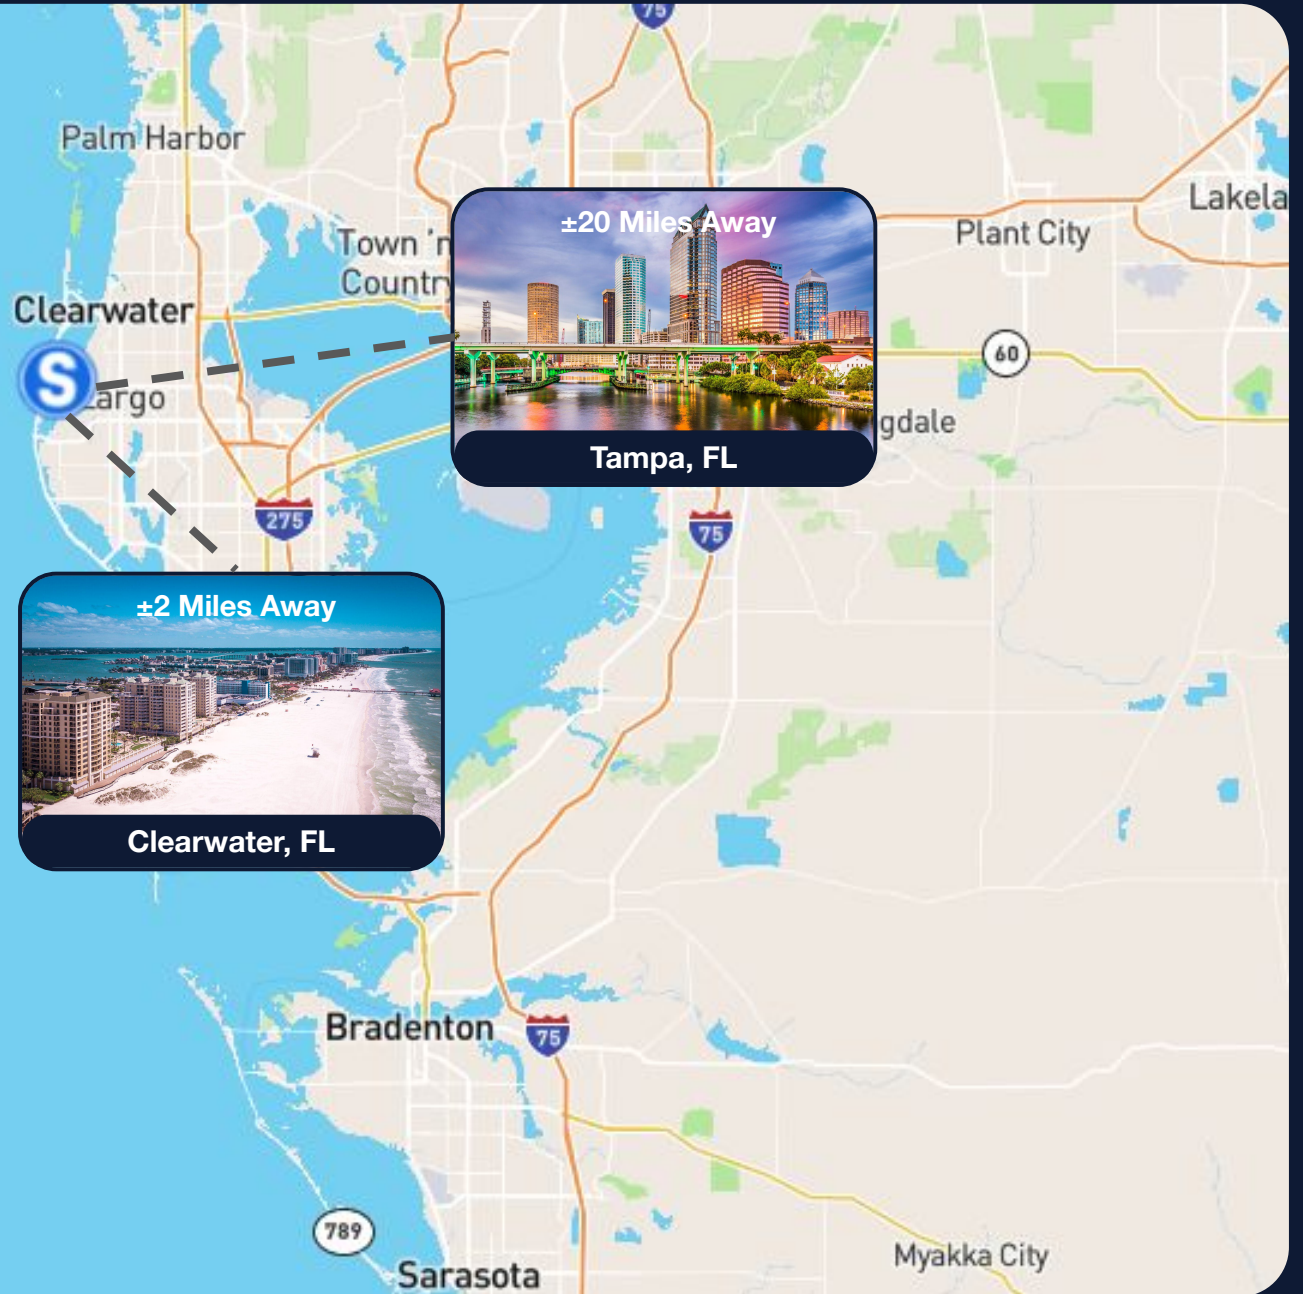 75
Palm Harbor
Lakela
±20 Miles Away
Plant City
Town 'n
Country
Clearwater
60
S
Largo
gdale
Tampa, FL
275
75
±2 Miles Away
Clearwater, FL
Bradenton
75
789
Myakka City
Sarasota